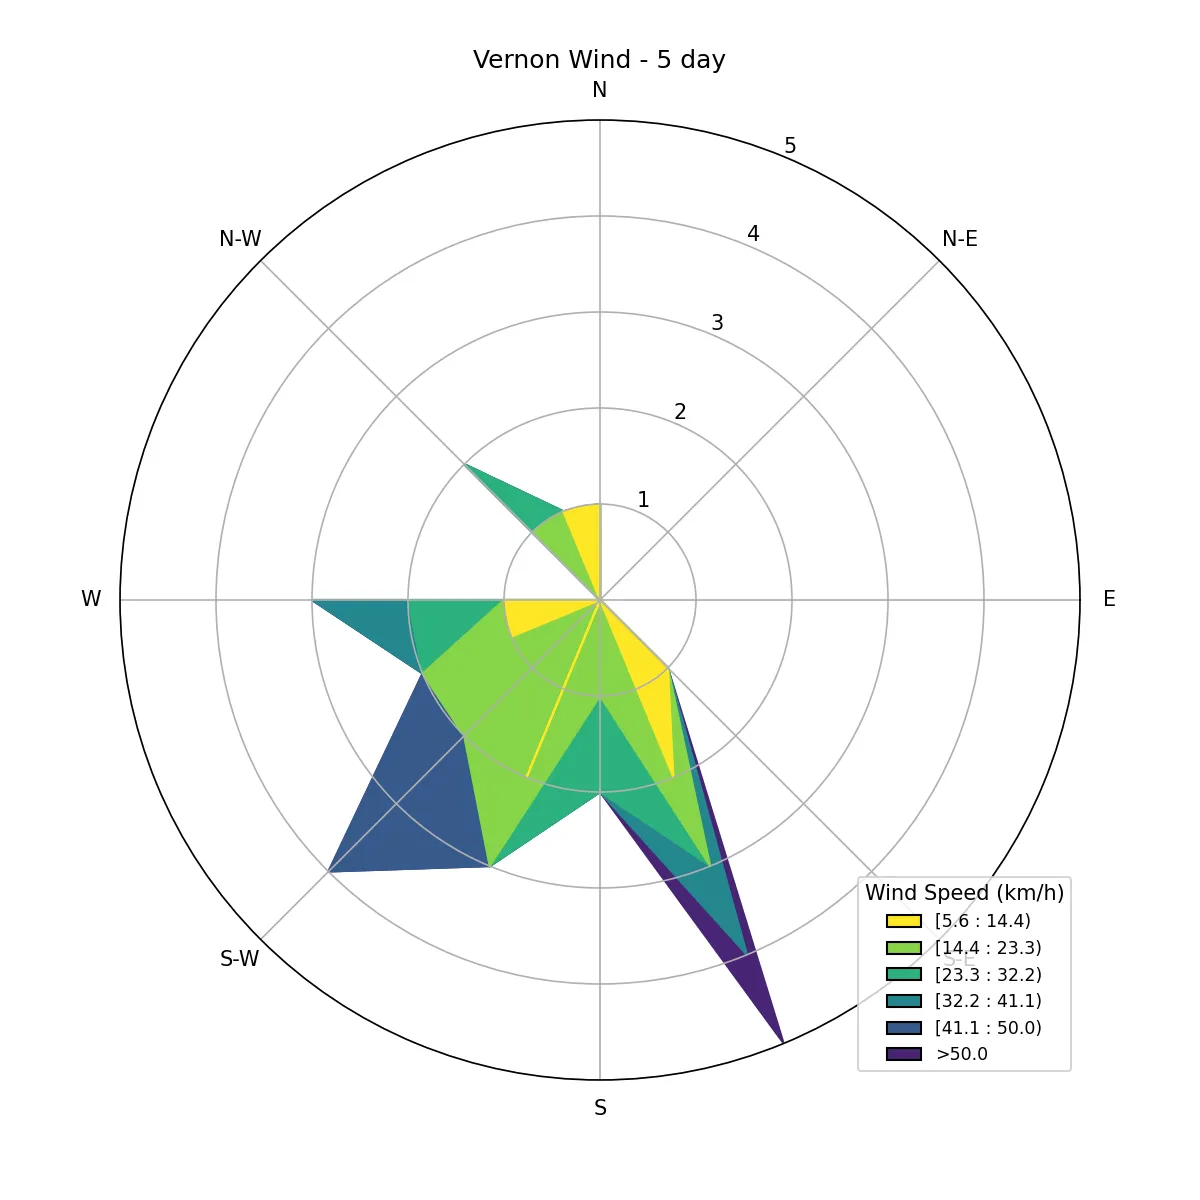 Vernon Wind - 5 day
N
5
N-W
N-E
4
3
2
1
W
E
S-W
S-E
S
Wind Speed (km/h)
[5.6 : 14.4)
[14.4 : 23.3)
[23.3 : 32.2)
[32.2 : 41.1)
[41.1 : 50.0)
>50.0